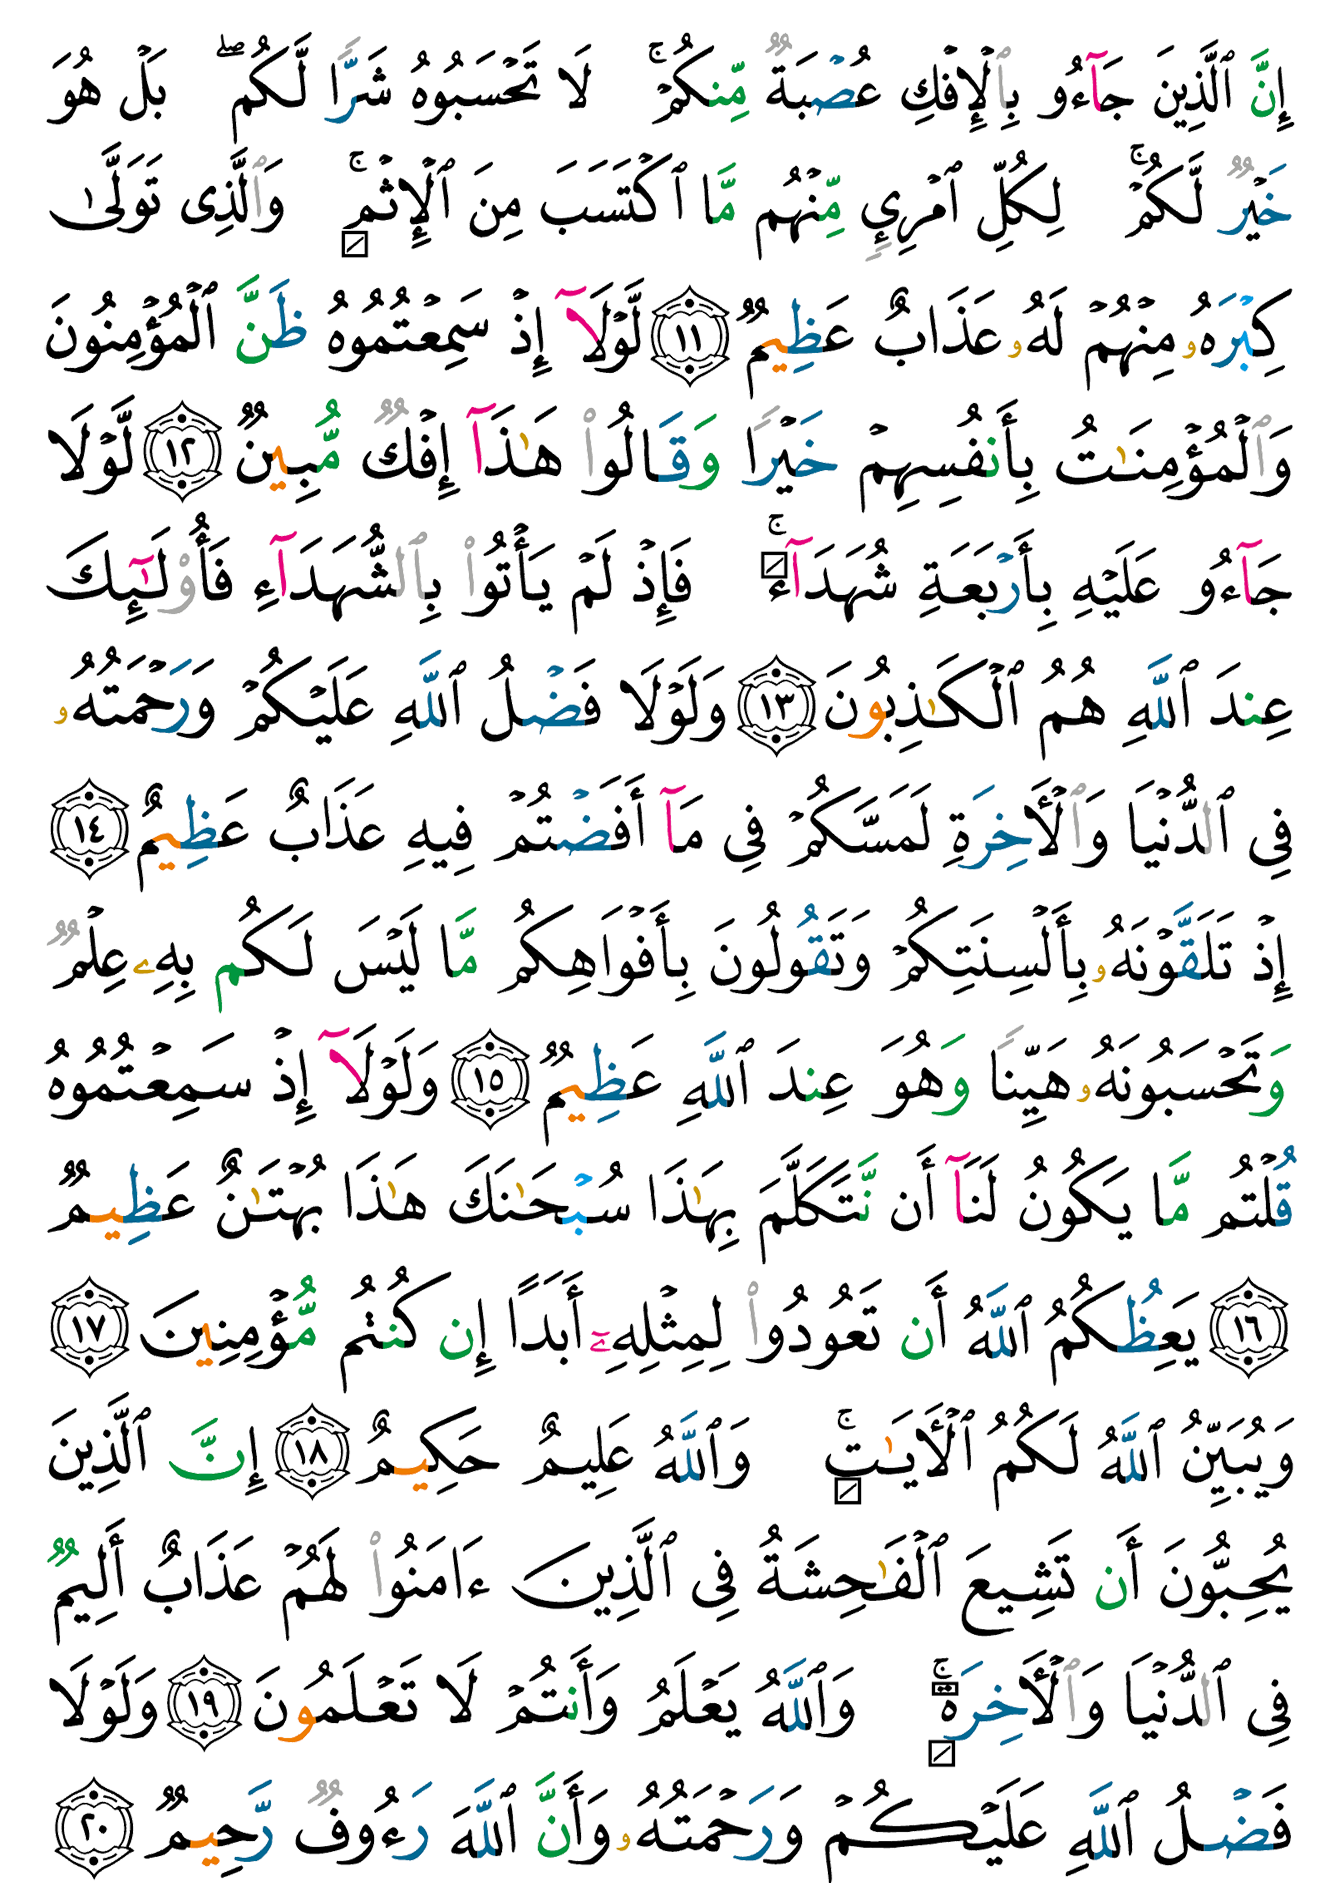 إِنَّ ٱلَّذِينَ جَآءُو بِٱلۡإِفۡكِ عُصۡبَةٞ مِّنكُمۡۚ لَا تَحۡسَبُوهُ شَرّٗا لَّكُمۖ بَلۡ هُوَ
خَيۡرٞ لَّكُمۡۚ لِكُلِّ ٱمۡرِيٕٖ مِّنۡهُم مَّا ٱكۡتَسَبَ مِنَ ٱلۡإِثۡمِۚ وَٱلَّذِى تَوَلَّىٰ
كِبۡرَهُۥ مِنۡهُمۡ لَهُۥ عَذَابٌ عَظِيمٞ ١١ لَّوۡلَآ إِذۡ سَمِعۡتُمُوهُ ظَنَّ ٱلۡمُؤۡمِنُونَ
وَٱلۡمُؤۡمِنَٰتُ بِأَنفُسِهِمۡ خَيۡرٗا وَقَالُواْ هَٰذَآ إِفۡكٞ مُّبِينٞ ١٢ لَّوۡلَا
جَآءُو عَلَيۡهِ بِأَرۡبَعَةِ شُهَدَآءَۚ فَإِذۡ لَمۡ يَأۡتُواْ بِٱلشُّهَدَآءِ فَأُوْلَٰٓئِكَ
عِندَ ٱللَّهِ هُمُ ٱلۡكَٰذِبُونَ ١٣ وَلَوۡلَا فَضۡلُ ٱللَّهِ عَلَيۡكُمۡ وَرَحۡمَتُهُۥ
فِى ٱلدُّنۡيَا وَٱلۡأَخِرَةِ لَمَسَّكُمۡ فِى مَآ أَفَضۡتُمۡ فِيهِ عَذَابٌ عَظِيمٌ ١٤
إِذۡ تَلَقَّوۡنَهُۥ بِأَلۡسِنَتِكُمۡ وَتَقُولُونَ بِأَفۡوَاهِكُم مَّا لَيۡسَ لَكُم بِهِۦ عِلۡمٞ
وَتَحۡسَبُونَهُۥ هَيِّنٗا وَهُوَ عِندَ ٱللَّهِ عَظِيمٞ ١٥ وَلَوۡلَآ إِذۡ سَمِعۡتُمُوهُ
قُلۡتُم مَّا يَكُونُ لَنَآ أَن نَّتَكَلَّمَ بِهَٰذَا سُبۡحَٰنَكَ هَٰذَا بُهۡتَٰنٌ عَظِيمٞ
١٦ يَعِظُكُمُ ٱللَّهُ أَن تَعُودُواْ لِمِثۡلِهِۦٓ أَبَدًا إِن كُنتُم مُّؤۡمِنِينَ ١٧
وَيُبَيِّنُ ٱللَّهُ لَكُمُ ٱلۡأَيَٰتِۚ وَٱللَّهُ عَلِيمٌ حَكِيمٌ ١٨ إِنَّ ٱلَّذِينَ
يُحِبُّونَ أَن تَشِيعَ ٱلۡفَٰحِشَةُ فِى ٱلَّذِينَ ءَامَنُواْ لَهُمۡ عَذَابٌ أَلِيمٞ
فِى ٱلدُّنۡيَا وَٱلۡأَخِرَةِۚ وَٱللَّهُ يَعۡلَمُ وَأَنتُمۡ لَا تَعۡلَمُونَ ١٩ وَلَوۡلَا
فَضۡلُ ٱللَّهِ عَلَيۡكُمۡ وَرَحۡمَتُهُۥ وَأَنَّ ٱللَّهَ رَءُوفٞ رَّحِيمٞ ٢٠